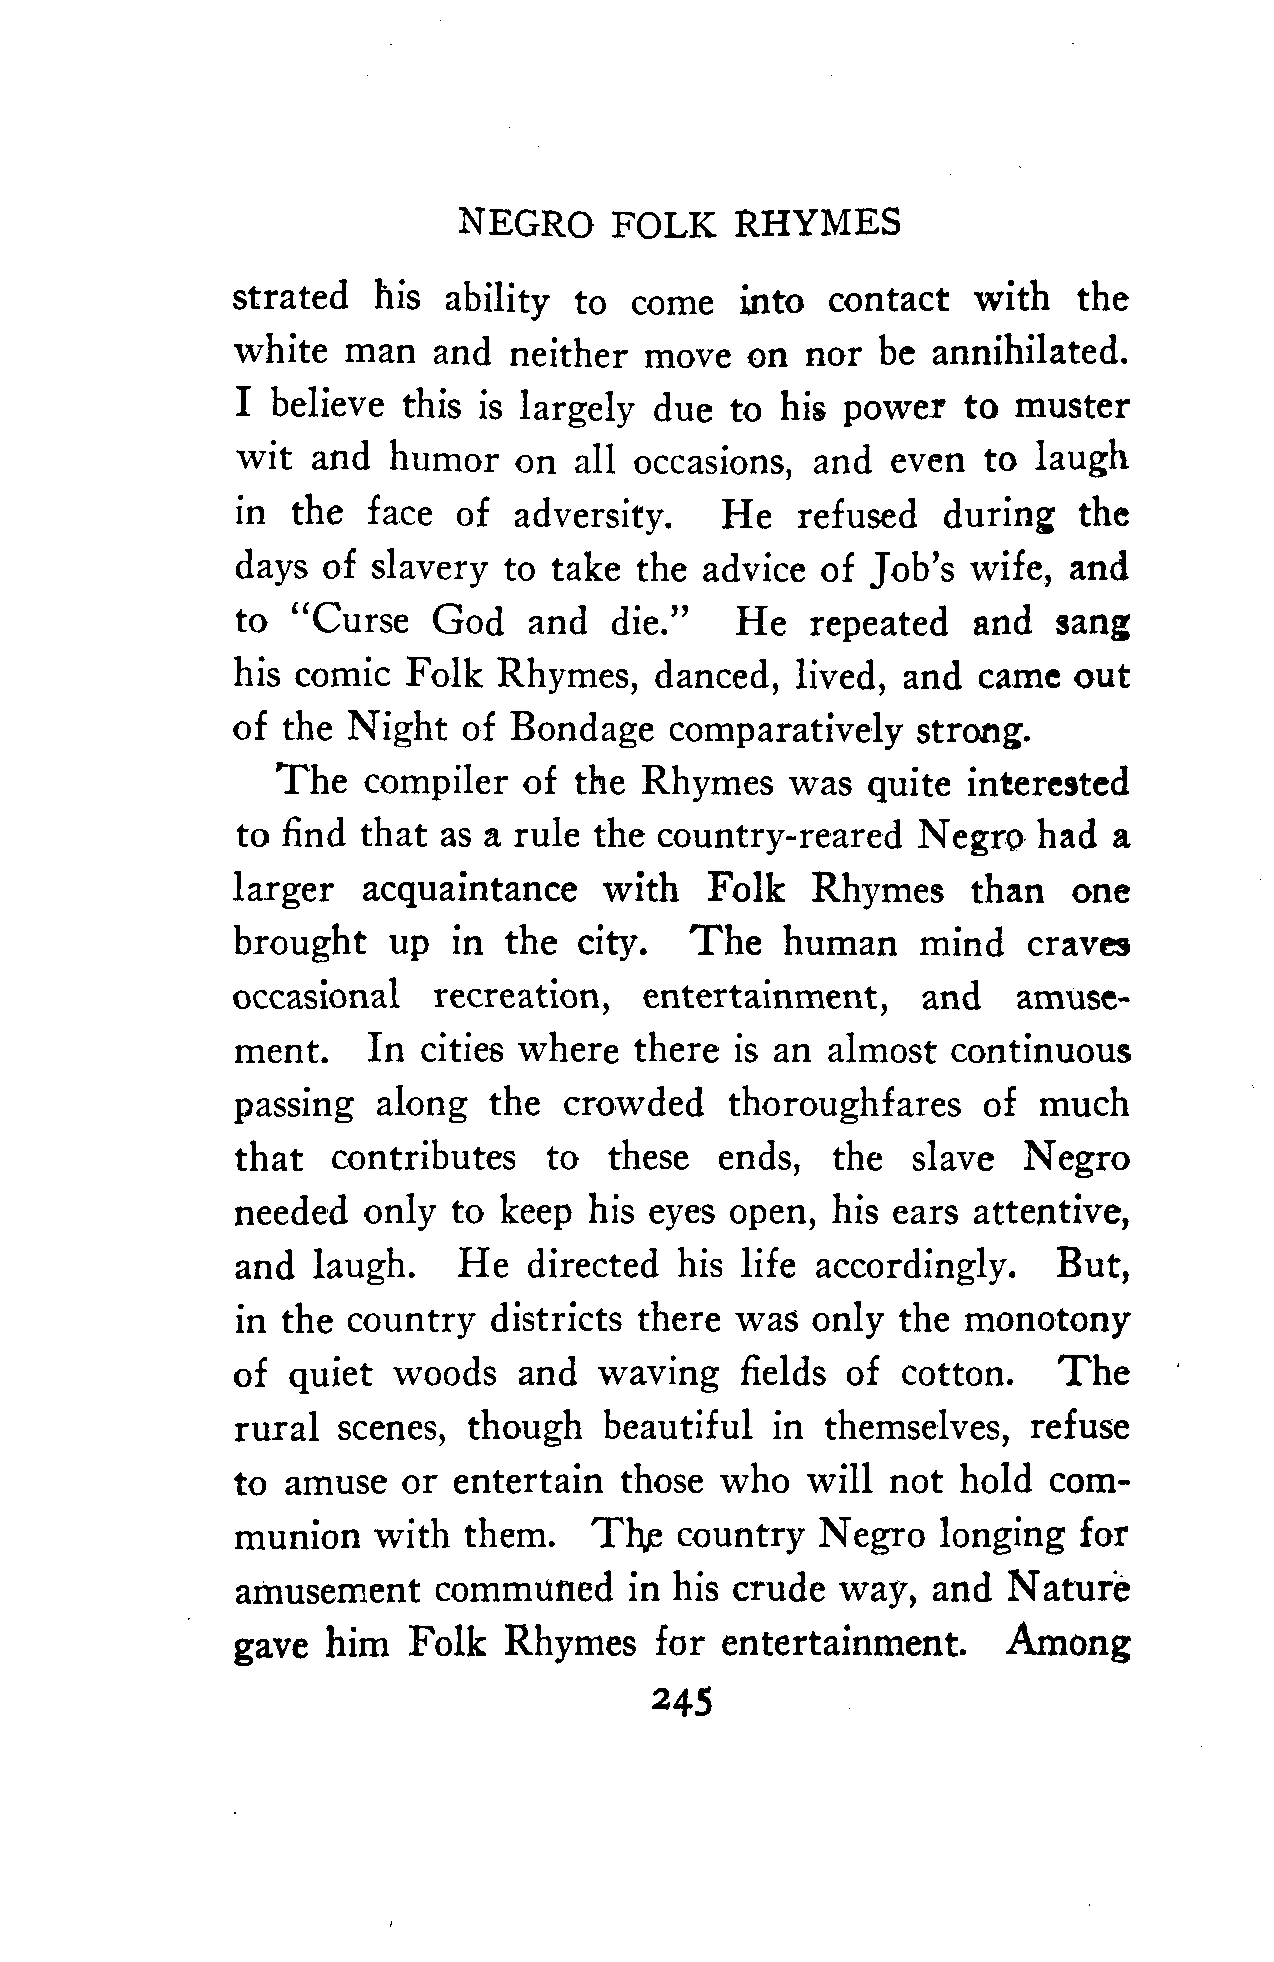 NEGRO FOLK RHYMES
strated his ability to come into contact with the
white man and neither move on nor be annihilated.
I believe this is largely due to his power to muster
wit and humor on all occasions, and even to laugh
in the face of adversity. He refused during the
days of slavery to take the advice of Job's wife, and
to "Curse God and die." He repeated and sang
his comic Folk Rhymes, danced, lived, and came out
of the Night of Bondage comparatively strong.
The compiler of the Rhymes was quite interested
to find that as a rule the country-reared Negro had a
larger acquaintance with Folk Rhymes than one
brought up in the city. The human mind craves
occasional recreation, entertainment, and amuse-
ment. In cities where there is an almost continuous
passing along the crowded thoroughfares of much
that contributes to these ends, the slave Negro
needed only to keep his eyes open, his ears attentive,
and laugh. He directed his life accordingly. But,
in the country districts there was only the monotony
of quiet woods and waving fields of cotton. The
rural scenes, though beautiful in themselves, refuse
to amuse or entertain those who will not hold com-
munion with them. The country Negro longing for
amusement communed in his crude way, and Nature
gave him Folk Rhymes for entertainment. Among
245